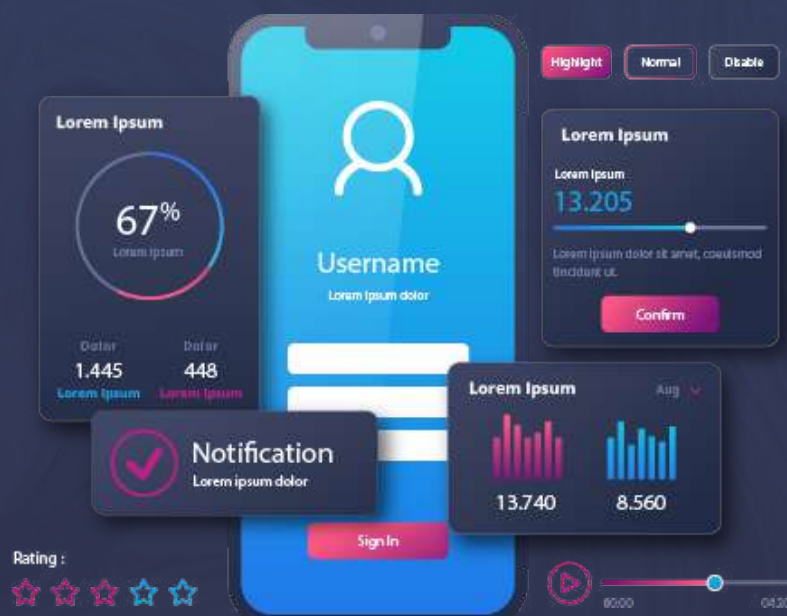 Highlight
Normal
Disable
Lorem Ipsum
67%
Lorem Ipsum
Dolor
Dolor
1.445
448
Lorem Ipsum
Lorem Ipsum
Username
Lorem Ipsum dolor
Lorem Ipsum
Lorem Ipsum
13.205
Lorem ipsum dolor sit amet, coeuismod
tincidunt ut.
Confirm
Lorem Ipsum
Aug
13.740
8.560
Notification
Lorem ipsum dolor
Sign In
Rating :
00:00
04:20